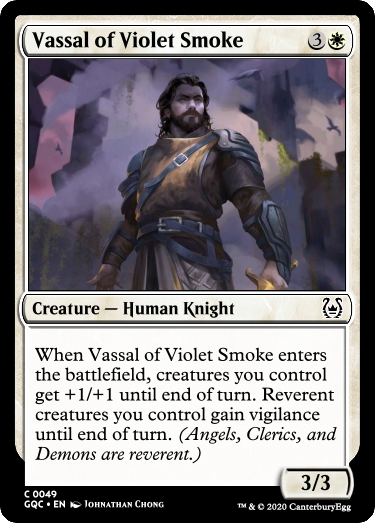 Vassal of Violet Smoke 3
Creature — Human Knight
When Vassal of Violet Smoke enters
the battlefield, creatures you control
get +1/+1 until end of turn. Reverent
creatures you control gain vigilance
until end of turn. (Angels, Clerics, and
Demons are reverent.)
3/3
C 0049
GQC • EN Johnathan Chong
™ & © 2020 CanterburyEgg